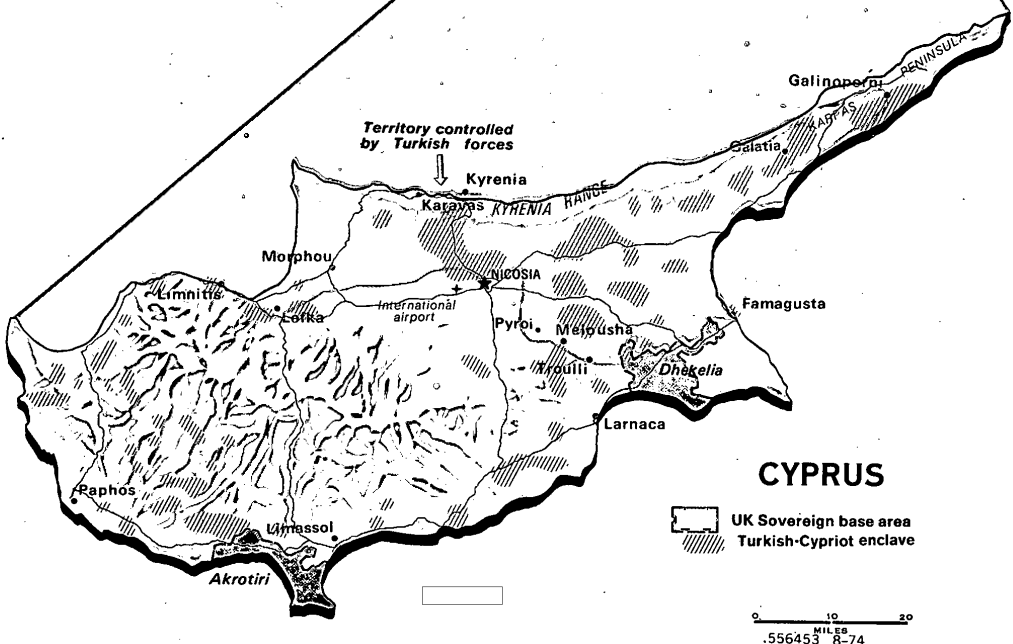 PENINSULA
Galinoperni
KARPAS
Territory controlled
by Turkish forces
Galatia
Kyrenia
Karavas
KYRENIA RANGE
Morphou
NICOSIA
Limnitis
International
airport
Lefka
Famagusta
Pyroi
Melousha
Trouili
Dhekelia
Larnaca
CYPRUS
Paphos
UK Sovereign base area
Limassol
Turkish-Cypriot enclave
Akrotiri
0 10 20
MILES
556453 8-74